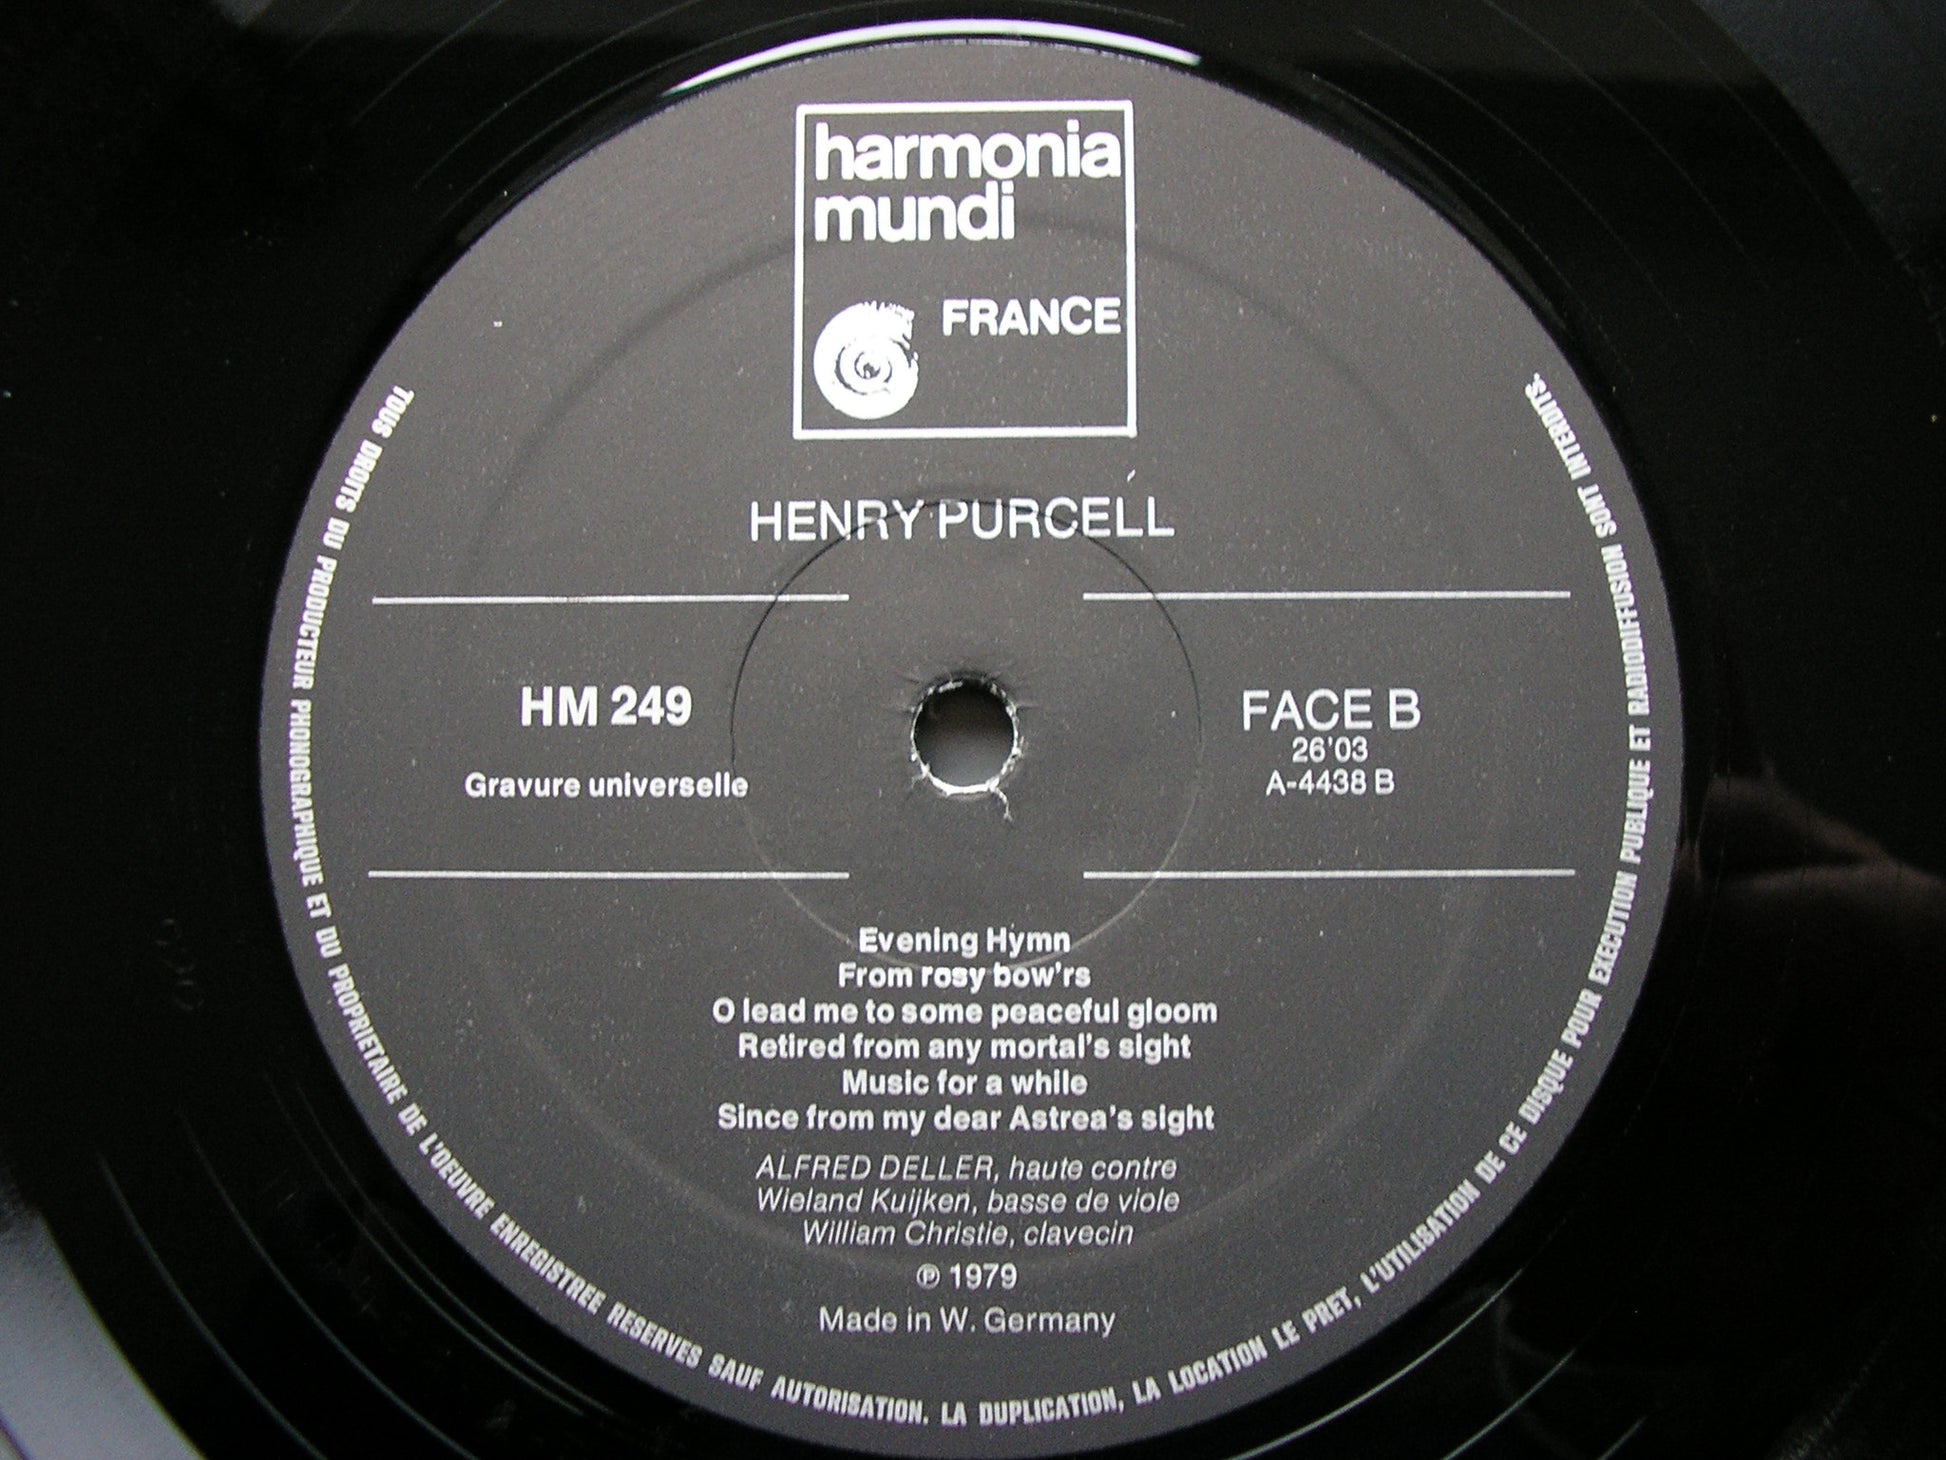 harmonia
mundi
FRANCE
HENRY PURCELL
HM 249
Gravure universelle
FACE B
26'03
A-4438 B
Evening Hymn
From rosy bow'rs
O lead me to some peaceful gloom
Retired from any mortal's sight
Music for a while
Since from my dear Astrea's sight
ALFRED DELLER, haute contre
Wieland Kuijken, basse de viole
William Christie, clavecin
℗ 1979
Made in W. Germany
TOUS DROITS DU PRODUCTEUR PHONOGRAPHIQUE ET DU PROPRIETAIRE DE L'OEUVRE ENREGISTREE RESERVES SAUF AUTORISATION. LA DUPLICATION, LA LOCATION LE PRET, L'UTILISATION DE CE DISQUE POUR EXECUTION PUBLIQUE ET RADIODIFFUSION SONT INTERDITS.